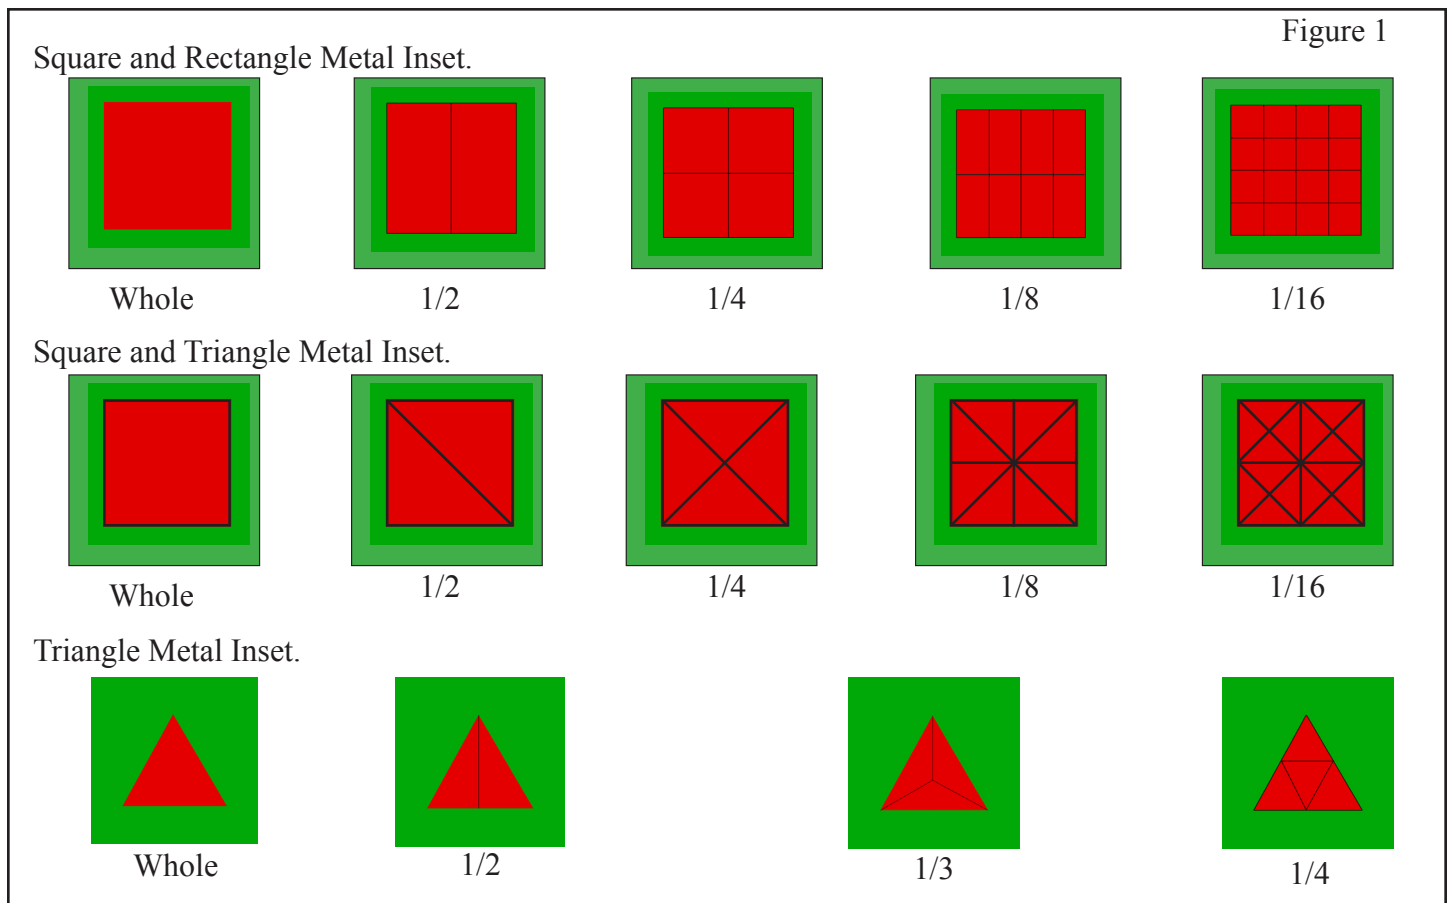 Figure 1
Square and Rectangle Metal Inset.
Whole 1/2 1/4 1/8 1/16
Square and Triangle Metal Inset.
Whole 1/2 1/4 1/8 1/16
Triangle Metal Inset.
Whole 1/2 1/3 1/4